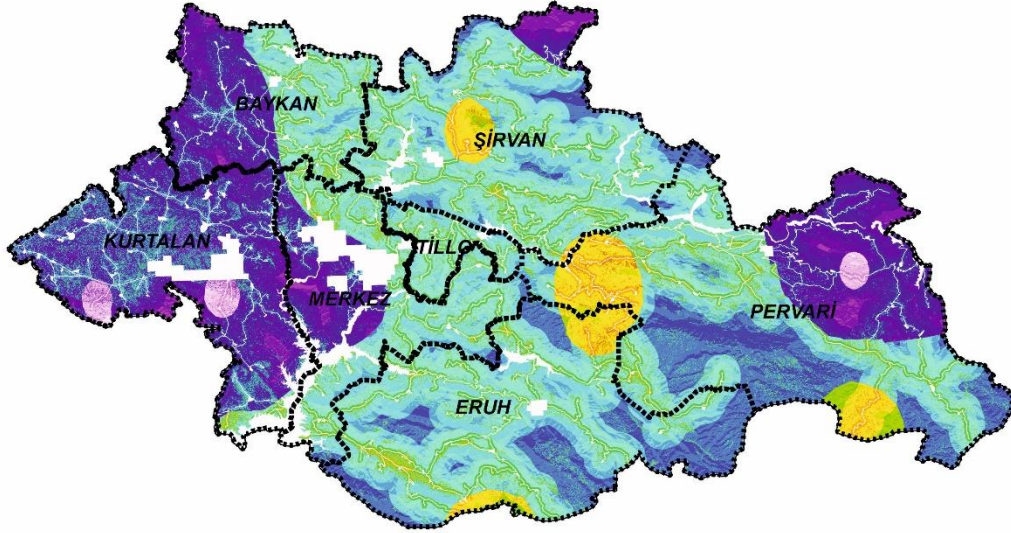 BAYKAN
ŞİRVAN
KURTALAN
TİLLO
MERKEZ
PERVARİ
ERUH